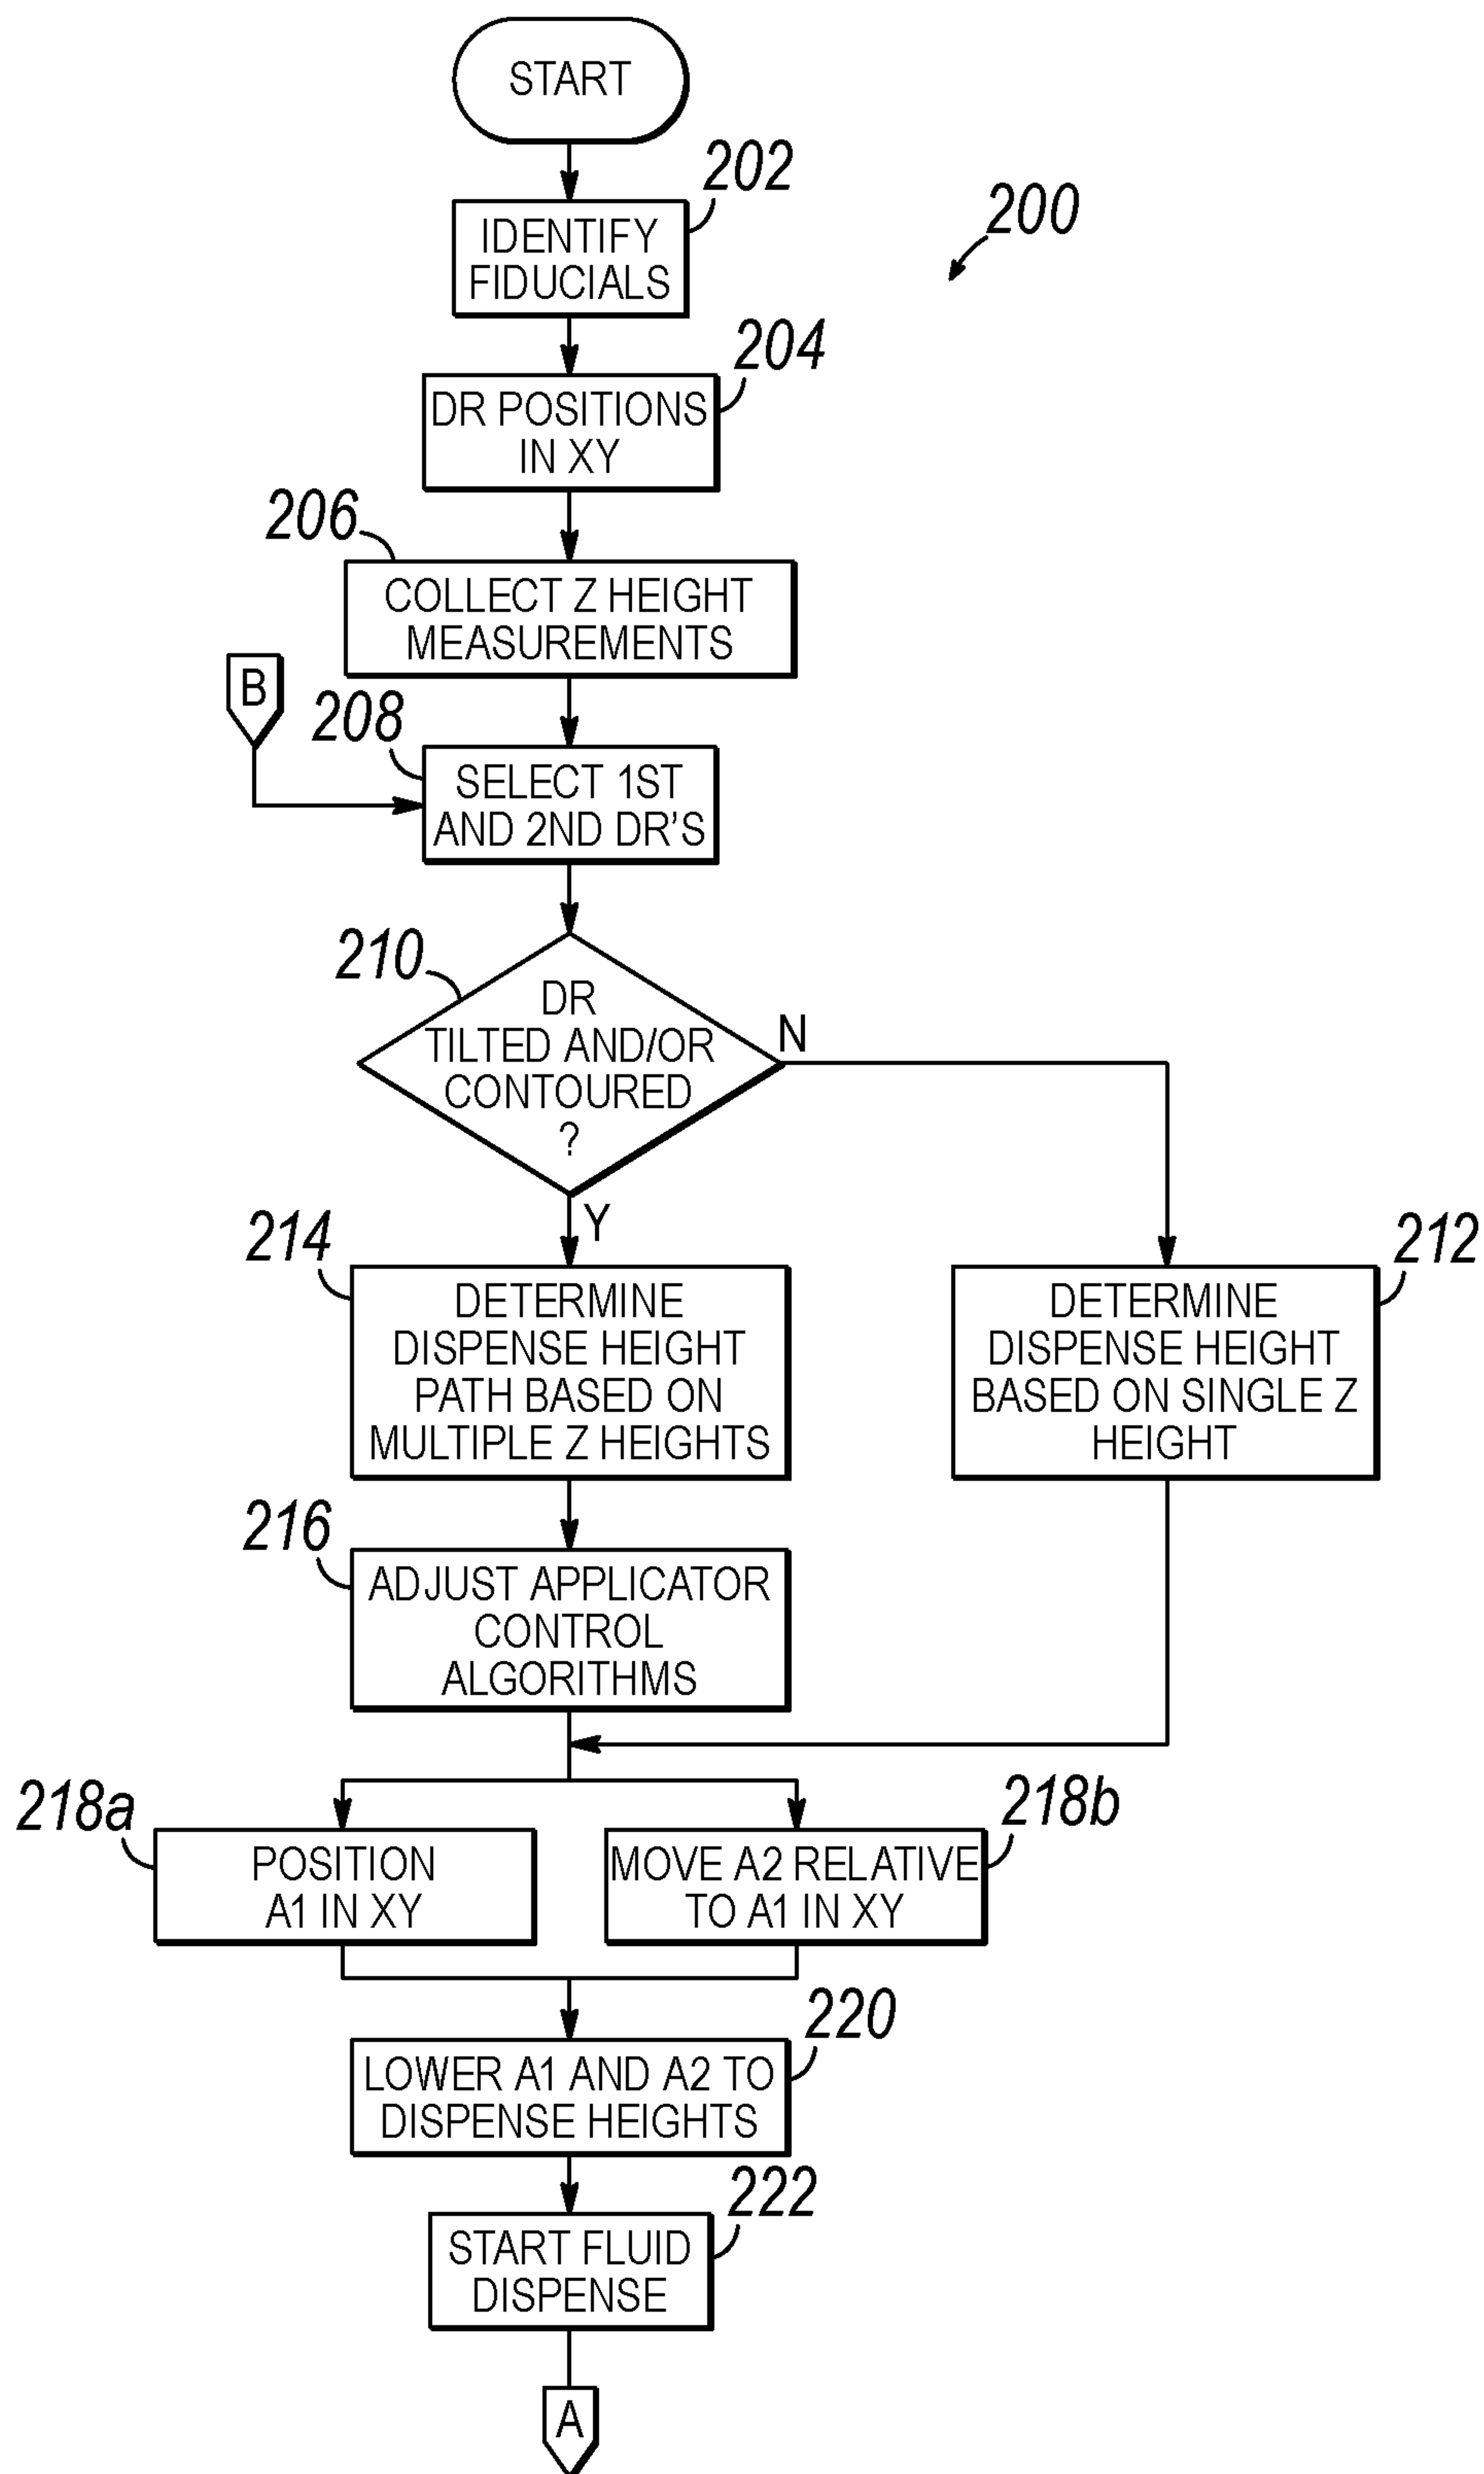 START
202
200
IDENTIFY
FIDUCIALS
204
DR POSITIONS
IN XY
206
COLLECT Z HEIGHT
MEASUREMENTS
B
208
SELECT 1ST
AND 2ND DR'S
210
DR
TILTED AND/OR
CONTOURED
?
N
Y
214
DETERMINE
DISPENSE HEIGHT
PATH BASED ON
MULTIPLE Z HEIGHTS
212
DETERMINE
DISPENSE HEIGHT
BASED ON SINGLE Z
HEIGHT
216
ADJUST APPLICATOR
CONTROL
ALGORITHMS
218a
POSITION
A1 IN XY
218b
MOVE A2 RELATIVE
TO A1 IN XY
220
LOWER A1 AND A2 TO
DISPENSE HEIGHTS
222
START FLUID
DISPENSE
A